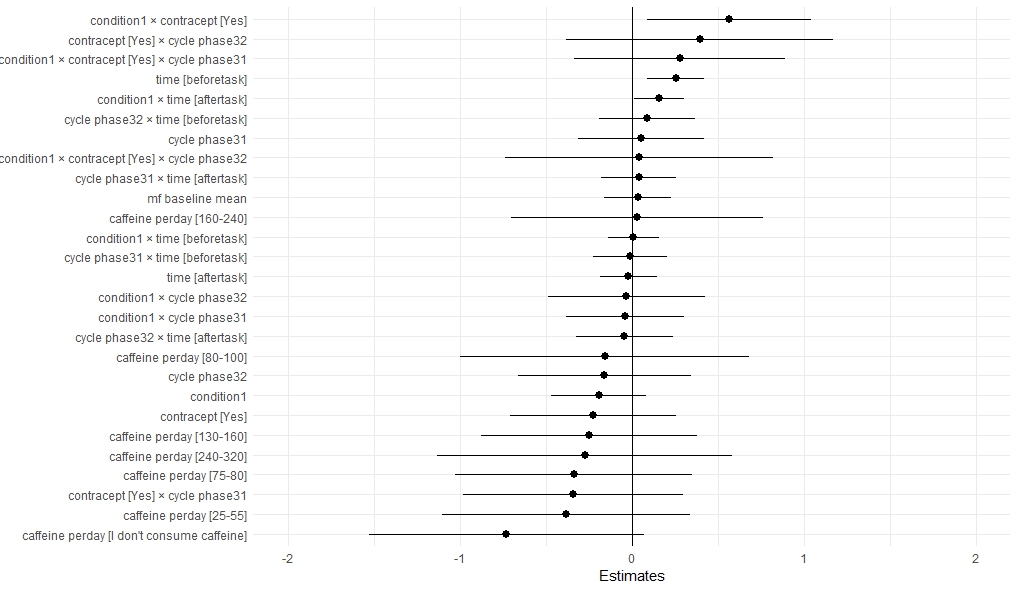 condition1 × contracept [Yes]
contracept [Yes] × cycle phase32
condition1 × contracept [Yes] × cycle phase31
time [beforetask]
condition1 × time [aftertask]
cycle phase32 × time [beforetask]
cycle phase31
condition1 × contracept [Yes] × cycle phase32
cycle phase31 × time [aftertask]
mf baseline mean
caffeine perday [160-240]
condition1 × time [beforetask]
cycle phase31 × time [beforetask]
time [aftertask]
condition1 × cycle phase32
condition1 × cycle phase31
cycle phase32 × time [aftertask]
caffeine perday [80-100]
cycle phase32
condition1
contracept [Yes]
caffeine perday [130-160]
caffeine perday [240-320]
caffeine perday [75-80]
contracept [Yes] × cycle phase31
caffeine perday [25-55]
caffeine perday [I don't consume caffeine]
-2 -1 0 1 2
Estimates